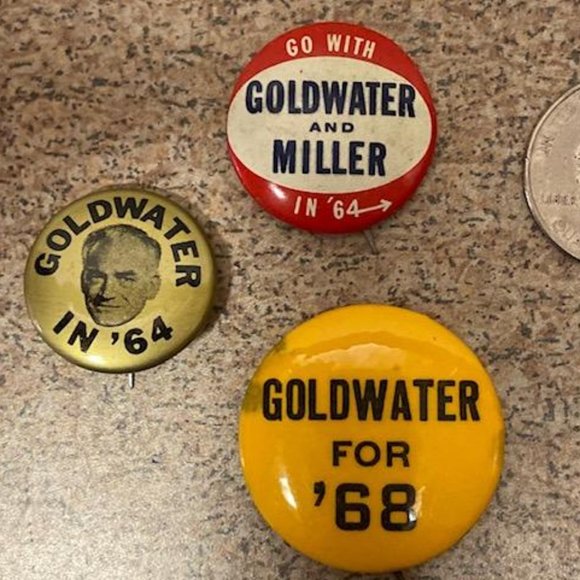 GO WITH
GOLDWATER
AND
MILLER
IN '64
GOLDWATER
IN '64
GOLDWATER
FOR
'68